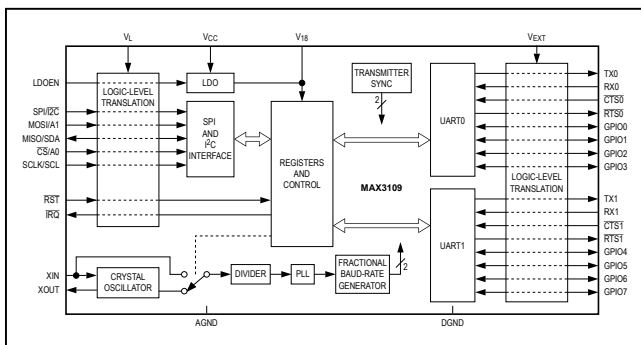 VL
VCC
V18
VEXT
LDOEN
SPI/I2C
MOSI/A1
MISO/SDA
CS/A0
SCLK/SCL
RST
IRQ
XIN
XOUT
LOGIC-LEVEL
TRANSLATION
LDO
SPI
AND
I2C
INTERFACE
REGISTERS
AND
CONTROL
TRANSMITTER
SYNC
2
MAX3109
UART0
UART1
LOGIC-LEVEL
TRANSLATION
TX0
RX0
CTS0
RTS0
GPIO0
GPIO1
GPIO2
GPIO3
TX1
RX1
CTS1
RTS1
GPIO4
GPIO5
GPIO6
GPIO7
CRYSTAL
OSCILLATOR
DIVIDER
PLL
FRACTIONAL
BAUD-RATE
GENERATOR
2
AGND
DGND